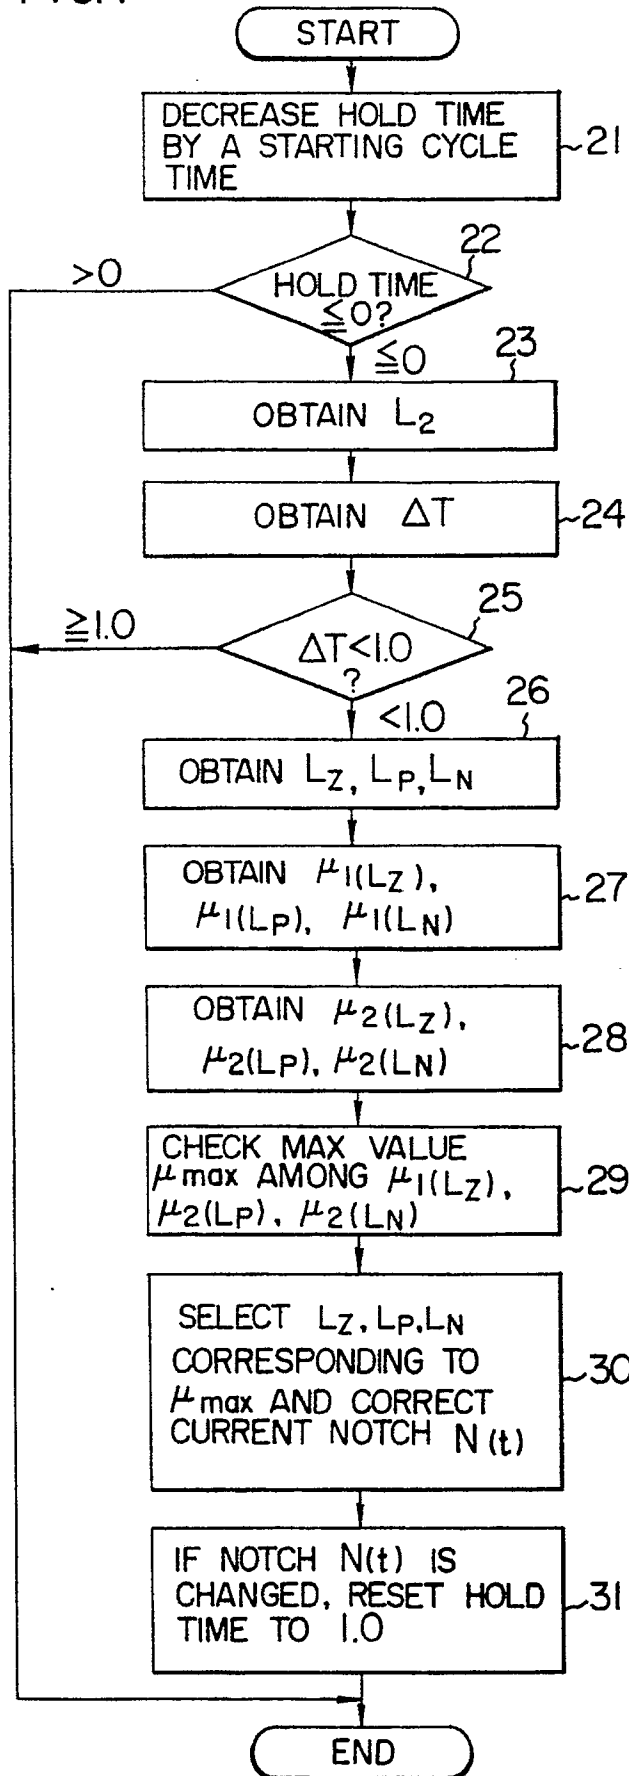 START
DECREASE HOLD TIME
BY A STARTING CYCLE
TIME
21
22
>0
HOLD TIME
≦0?
≦0
23
OBTAIN L2
OBTAIN ΔT
24
25
≧1.0
ΔT<1.0
?
<1.0
26
OBTAIN LZ, LP, LN
OBTAIN μ1(LZ),
μ1(LP), μ1(LN)
27
OBTAIN μ2(LZ),
μ2(LP), μ2(LN)
28
CHECK MAX VALUE
μmax AMONG μ1(LZ),
μ2(LP), μ2(LN)
29
SELECT LZ, LP, LN
CORRESPONDING TO
μmax AND CORRECT
CURRENT NOTCH N(t)
30
IF NOTCH N(t) IS
CHANGED, RESET HOLD
TIME TO 1.0
31
END